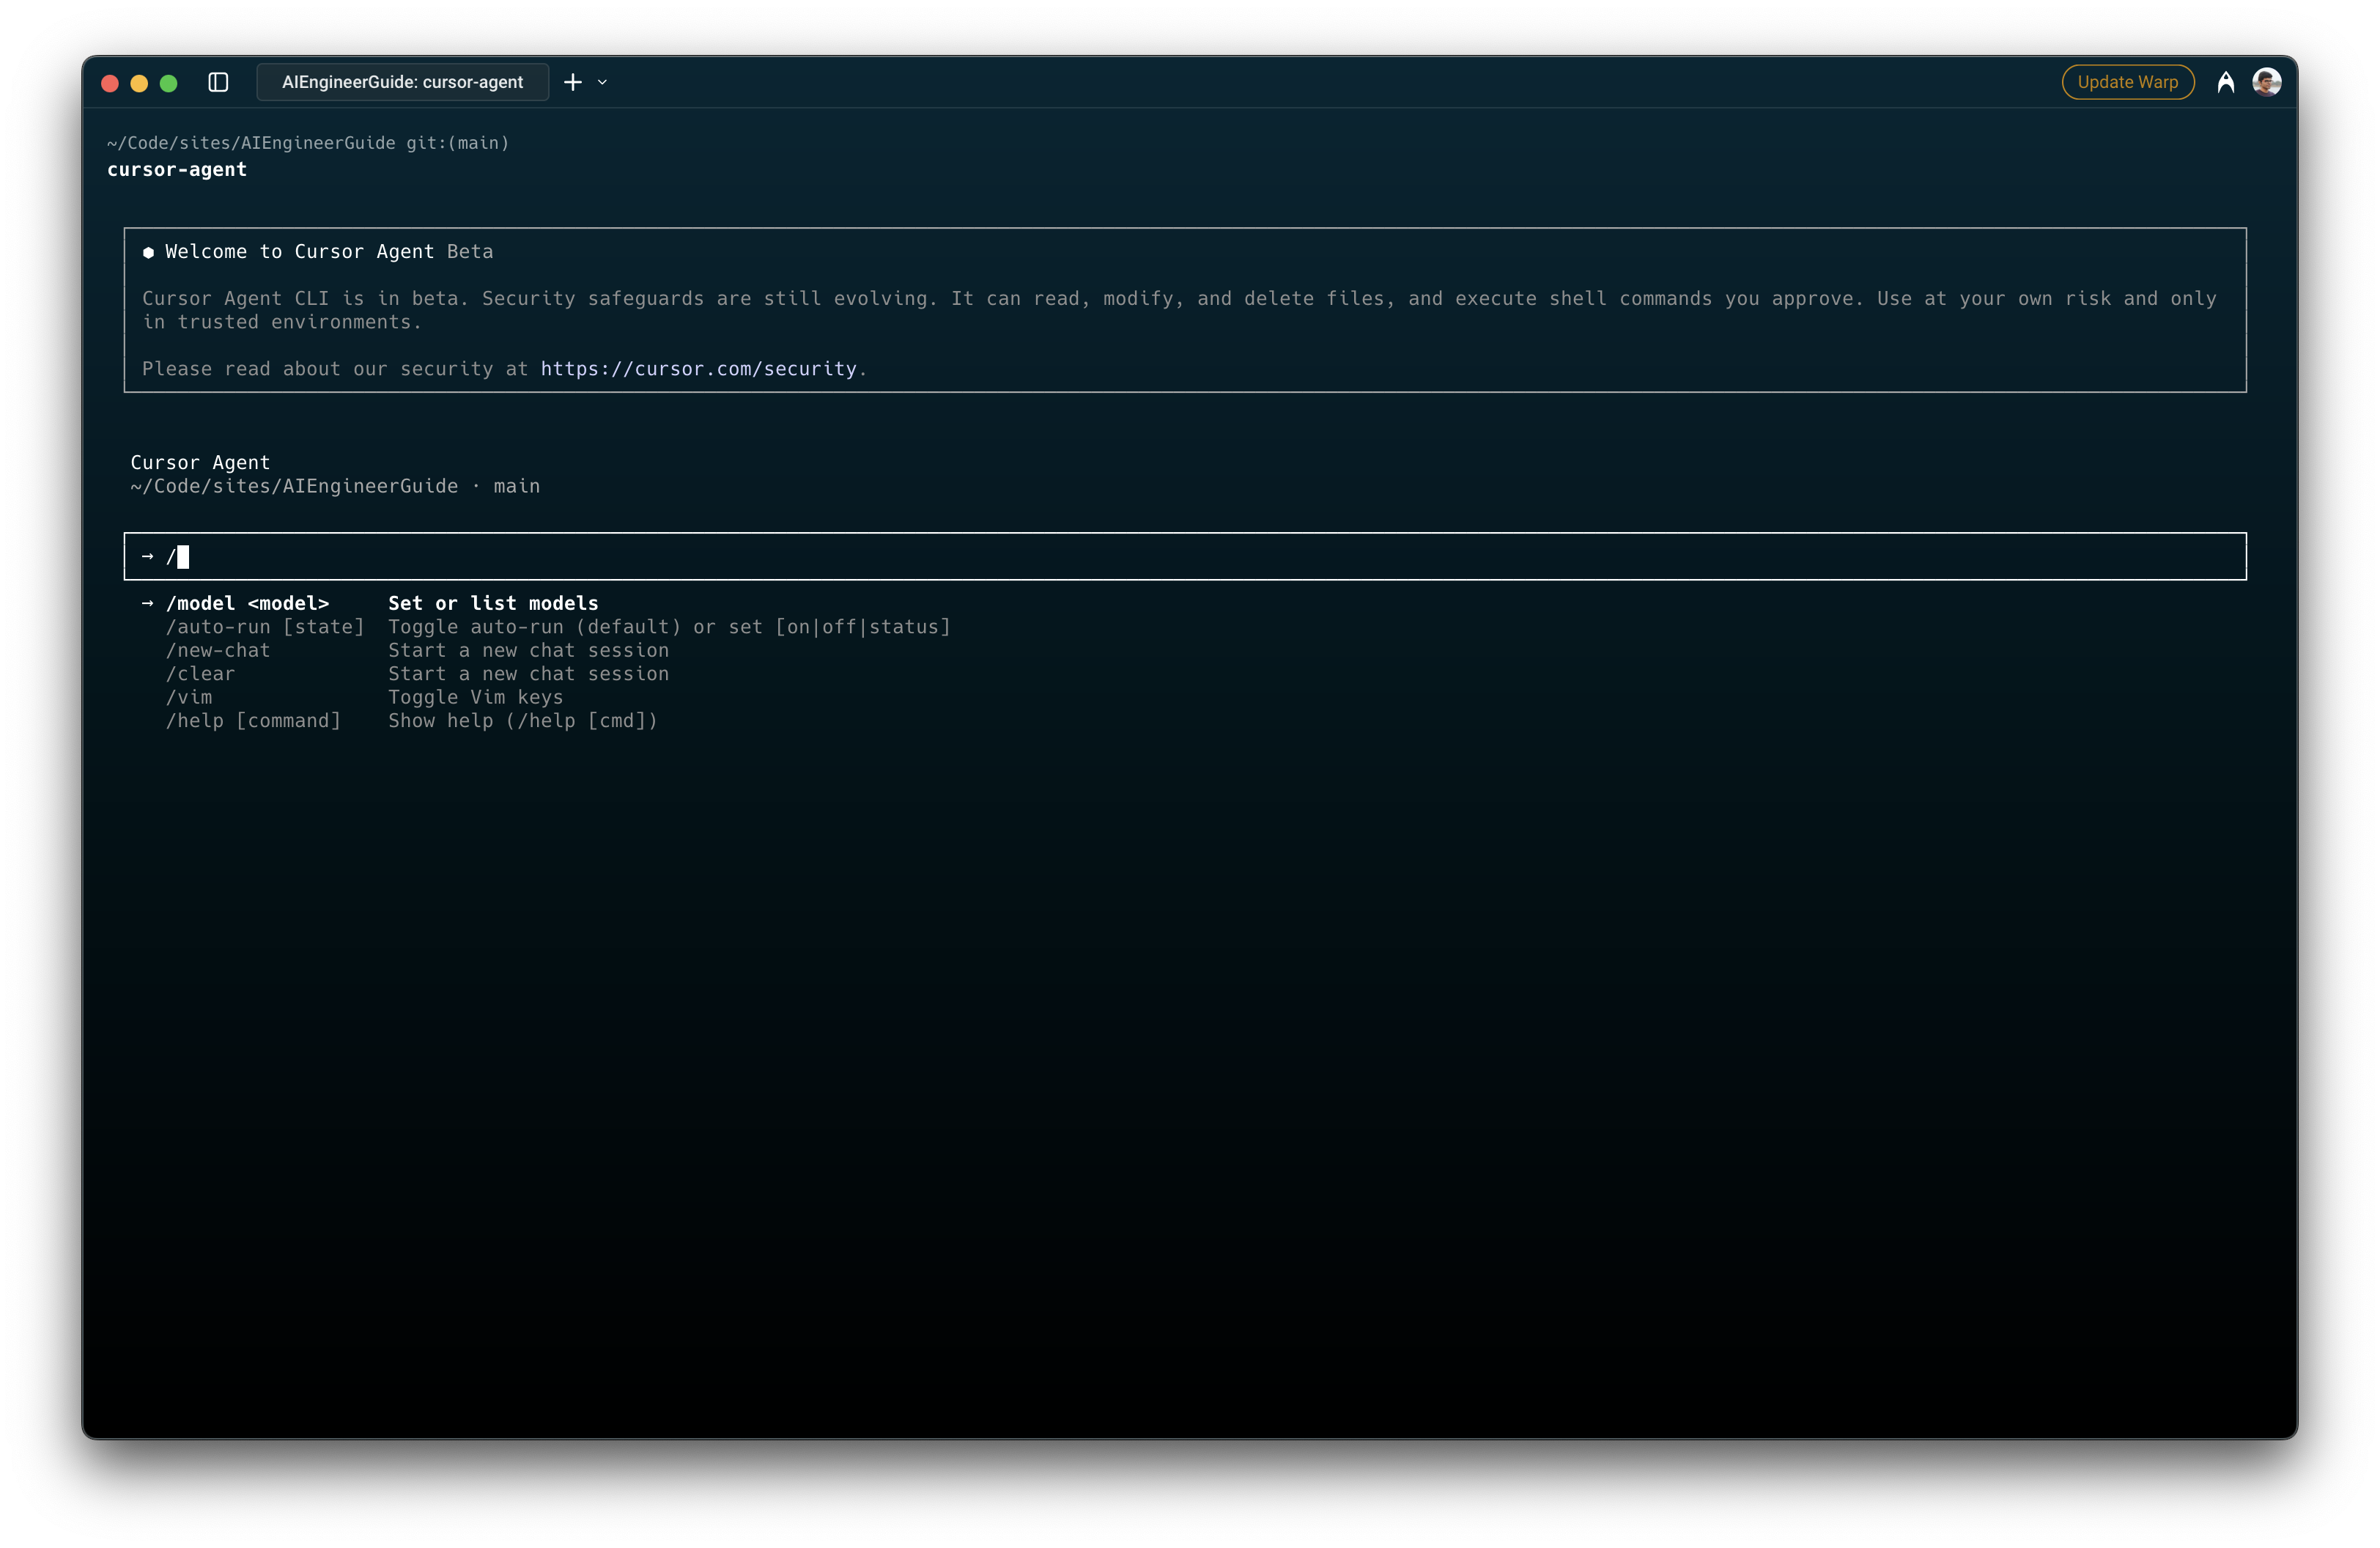 AIEngineerGuide: cursor-agent
Update Warp
~/Code/sites/AIEngineerGuide git:(main)
cursor-agent
⬢ Welcome to Cursor Agent Beta
Cursor Agent CLI is in beta. Security safeguards are still evolving. It can read, modify, and delete files, and execute shell commands you approve. Use at your own risk and only
in trusted environments.
Please read about our security at https://cursor.com/security.
Cursor Agent
~/Code/sites/AIEngineerGuide · main
→ /
→ /model <model> Set or list models
/auto-run [state] Toggle auto-run (default) or set [on|off|status]
/new-chat Start a new chat session
/clear Start a new chat session
/vim Toggle Vim keys
/help [command] Show help (/help [cmd])